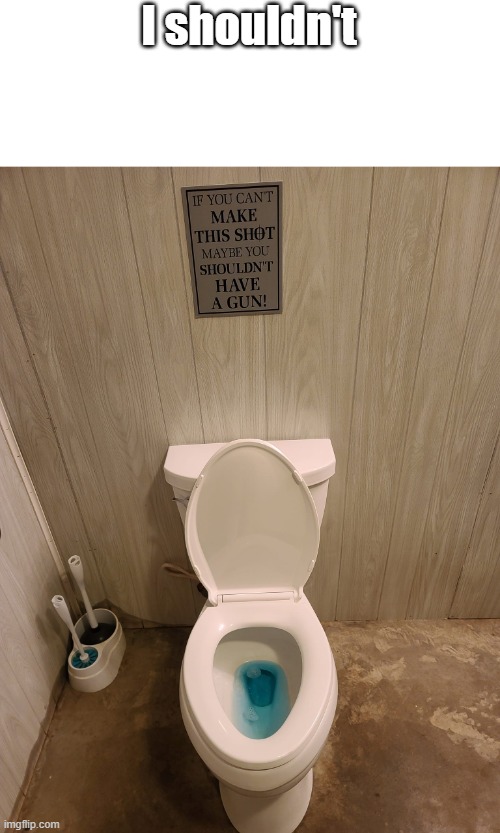 I shouldn't
IF YOU CAN'T
MAKE
THIS SHOT
MAYBE YOU
SHOULDN'T
HAVE
A GUN!
imgflip.com